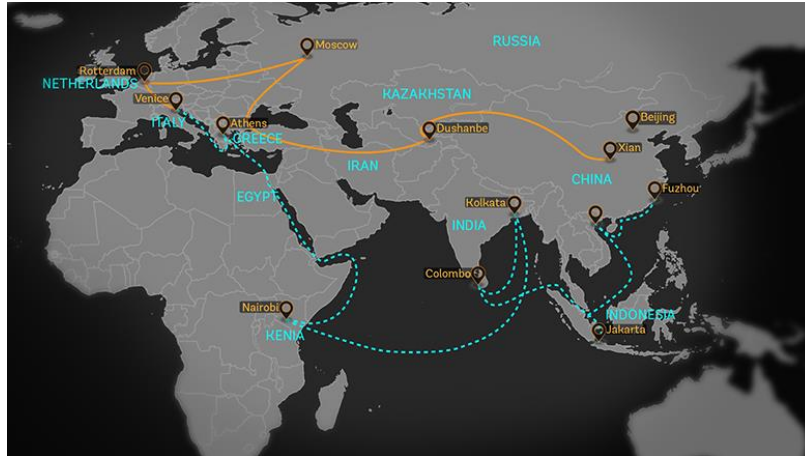 Moscow
RUSSIA
Rotterdam
NETHERLANDS
Venice
KAZAKHSTAN
ITALY
Athens
GREECE
Dushanbe
Beijing
Xian
IRAN
CHINA
EGYPT
Kolkata
Fuzhou
INDIA
Colombo
Nairobi
KENIA
INDONESIA
Jakarta